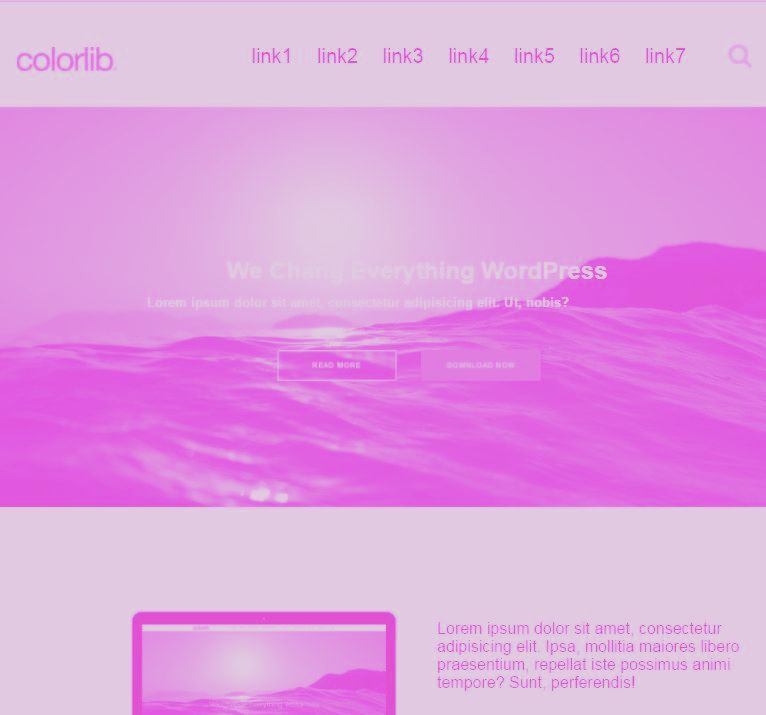 colorlib
link1 link2 link3 link4 link5 link6 link7
We Chang Everything WordPress
Lorem ipsum dolor sit amet, consectetur adipisicing elit. Ut, nobis?
READ MORE DOWNLOAD NOW
Lorem ipsum dolor sit amet, consectetur
adipisicing elit. Ipsa, mollitia maiores libero
praesentium, repellat iste possimus animi
tempore? Sunt, perferendis!